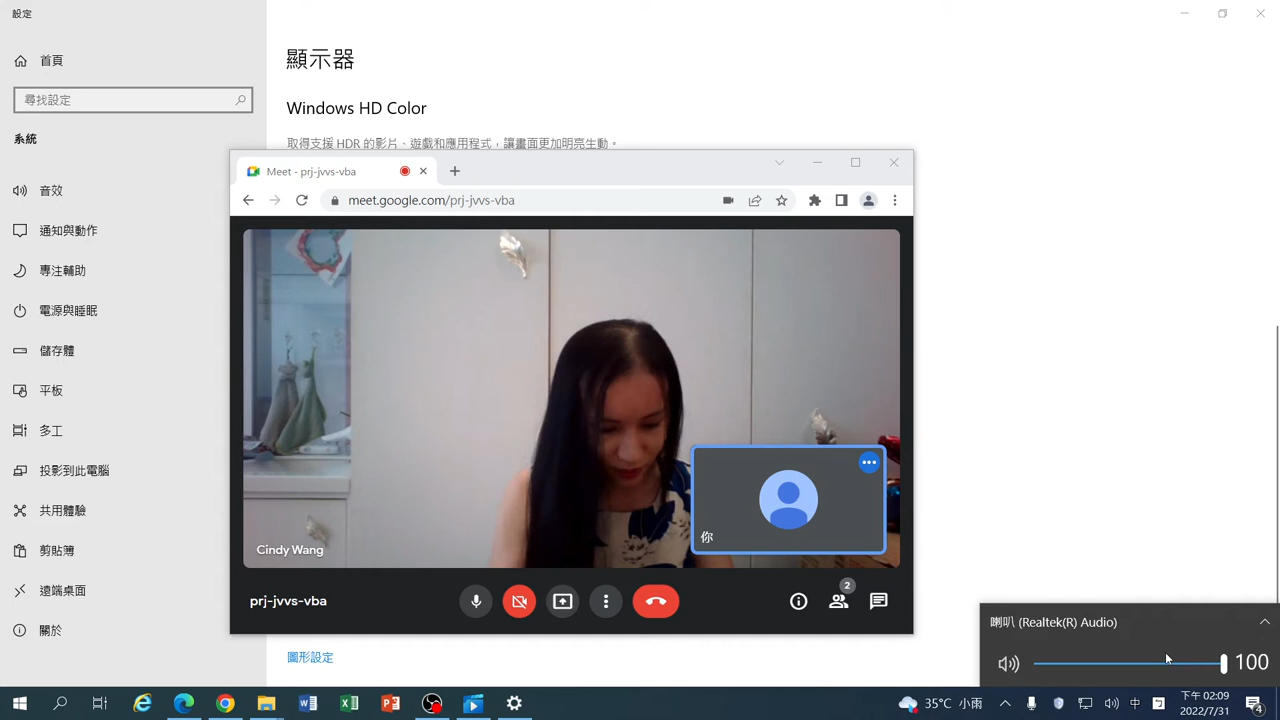 設定
首頁
尋找設定
系統
音效
通知與動作
專注輔助
電源與睡眠
儲存體
平板
多工
投影到此電腦
共用體驗
剪貼簿
遠端桌面
關於
顯示器
Windows HD Color
取得支援 HDR 的影片、遊戲和應用程式，讓畫面更加明亮生動。
Meet - prj-jvvs-vba
meet.google.com/prj-jvvs-vba
Cindy Wang
你
prj-jvvs-vba
2
圖形設定
喇叭 (Realtek(R) Audio)
100
35°C 小雨
中
下午 02:09
2022/7/31
4